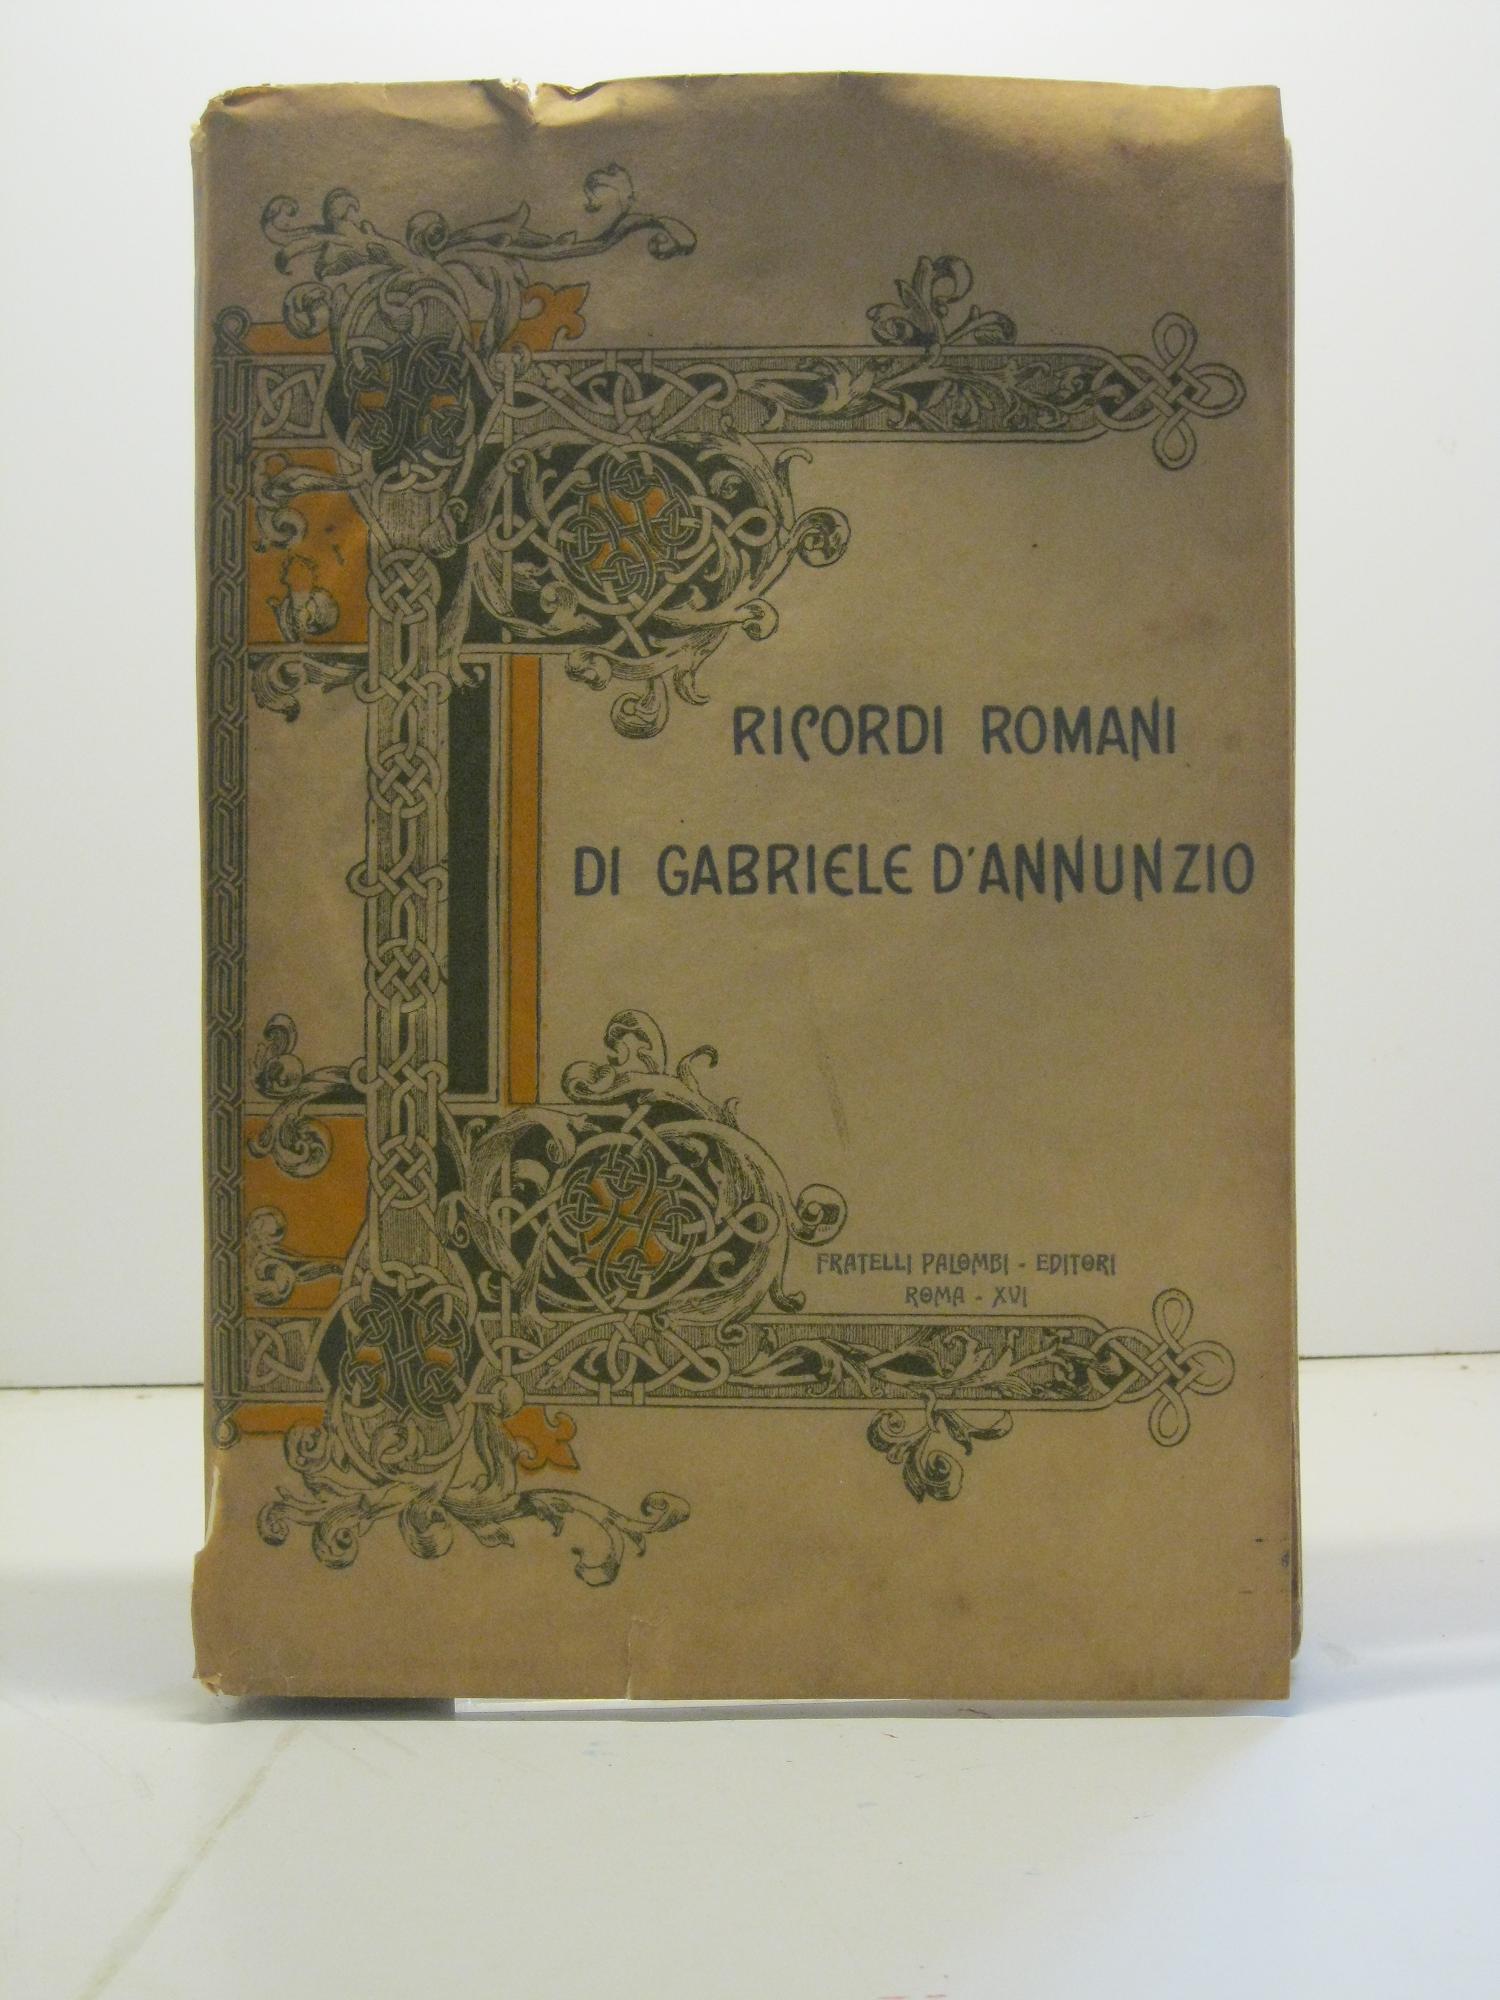 RICORDI ROMANI
DI GABRIELE D'ANNUNZIO
FRATELLI PALOMBI - EDITORI
ROMA - XVI